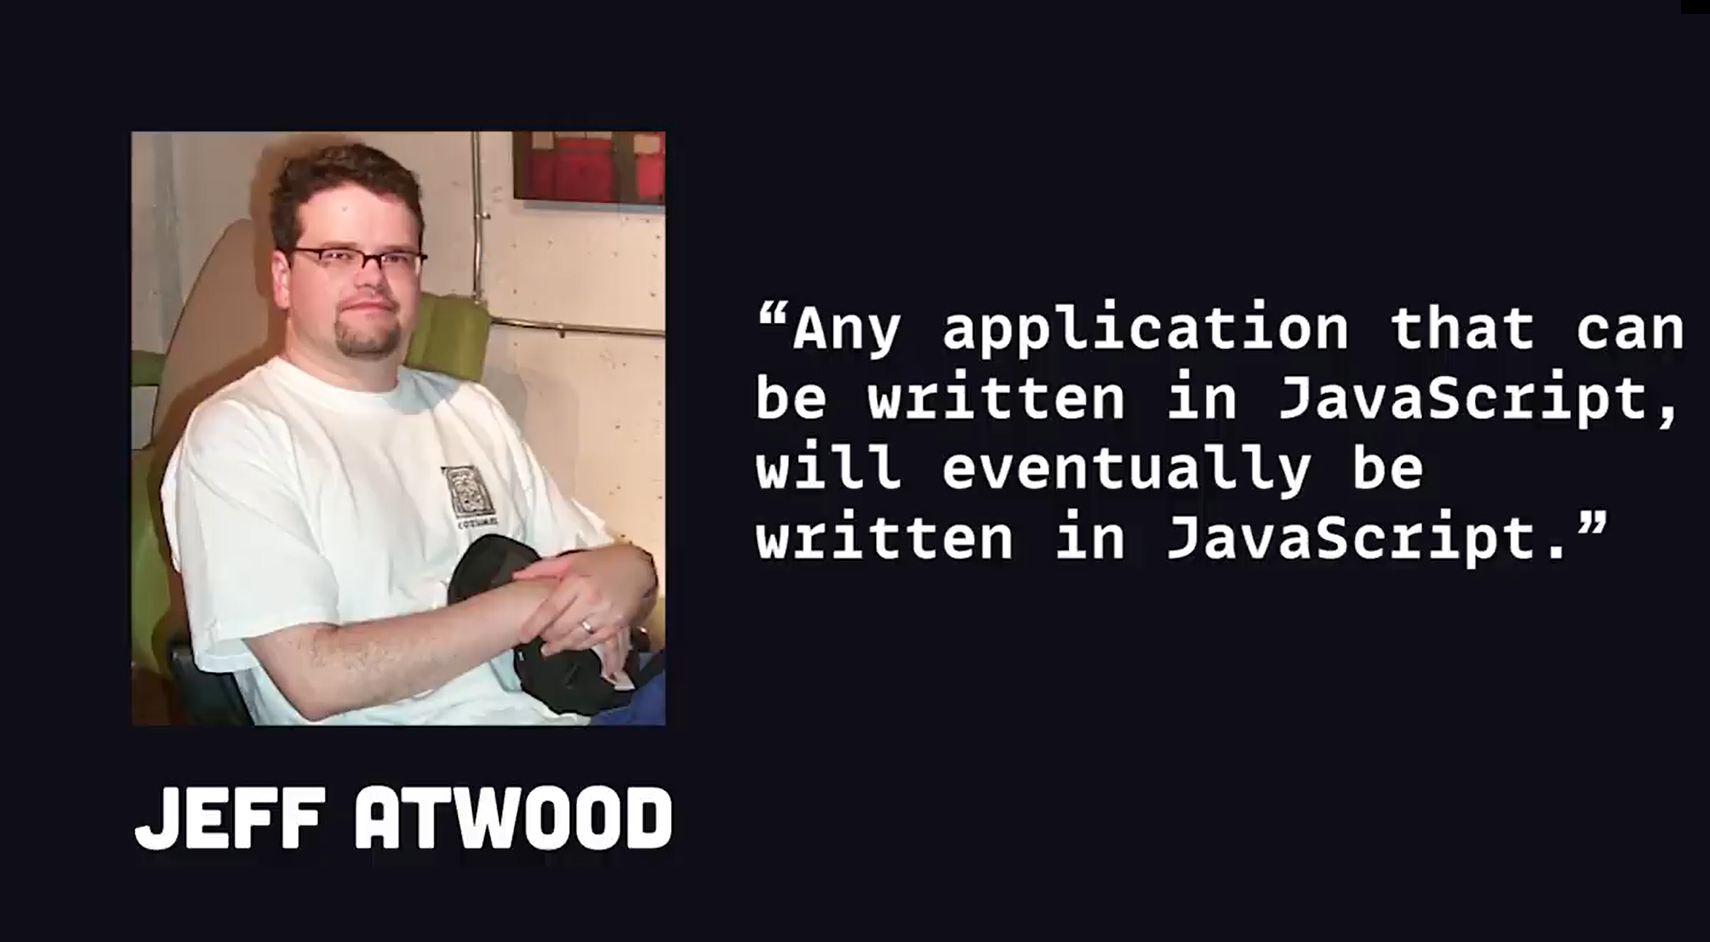 “Any application that can
be written in JavaScript,
will eventually be
written in JavaScript.”
JEFF ATWOOD